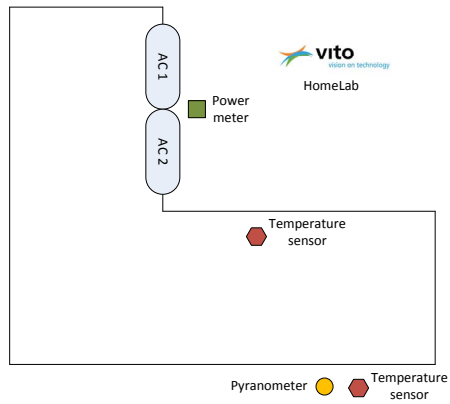 AC 1
AC 2
Power
meter
vito
vision on technology
HomeLab
Temperature
sensor
Pyranometer
Temperature
sensor